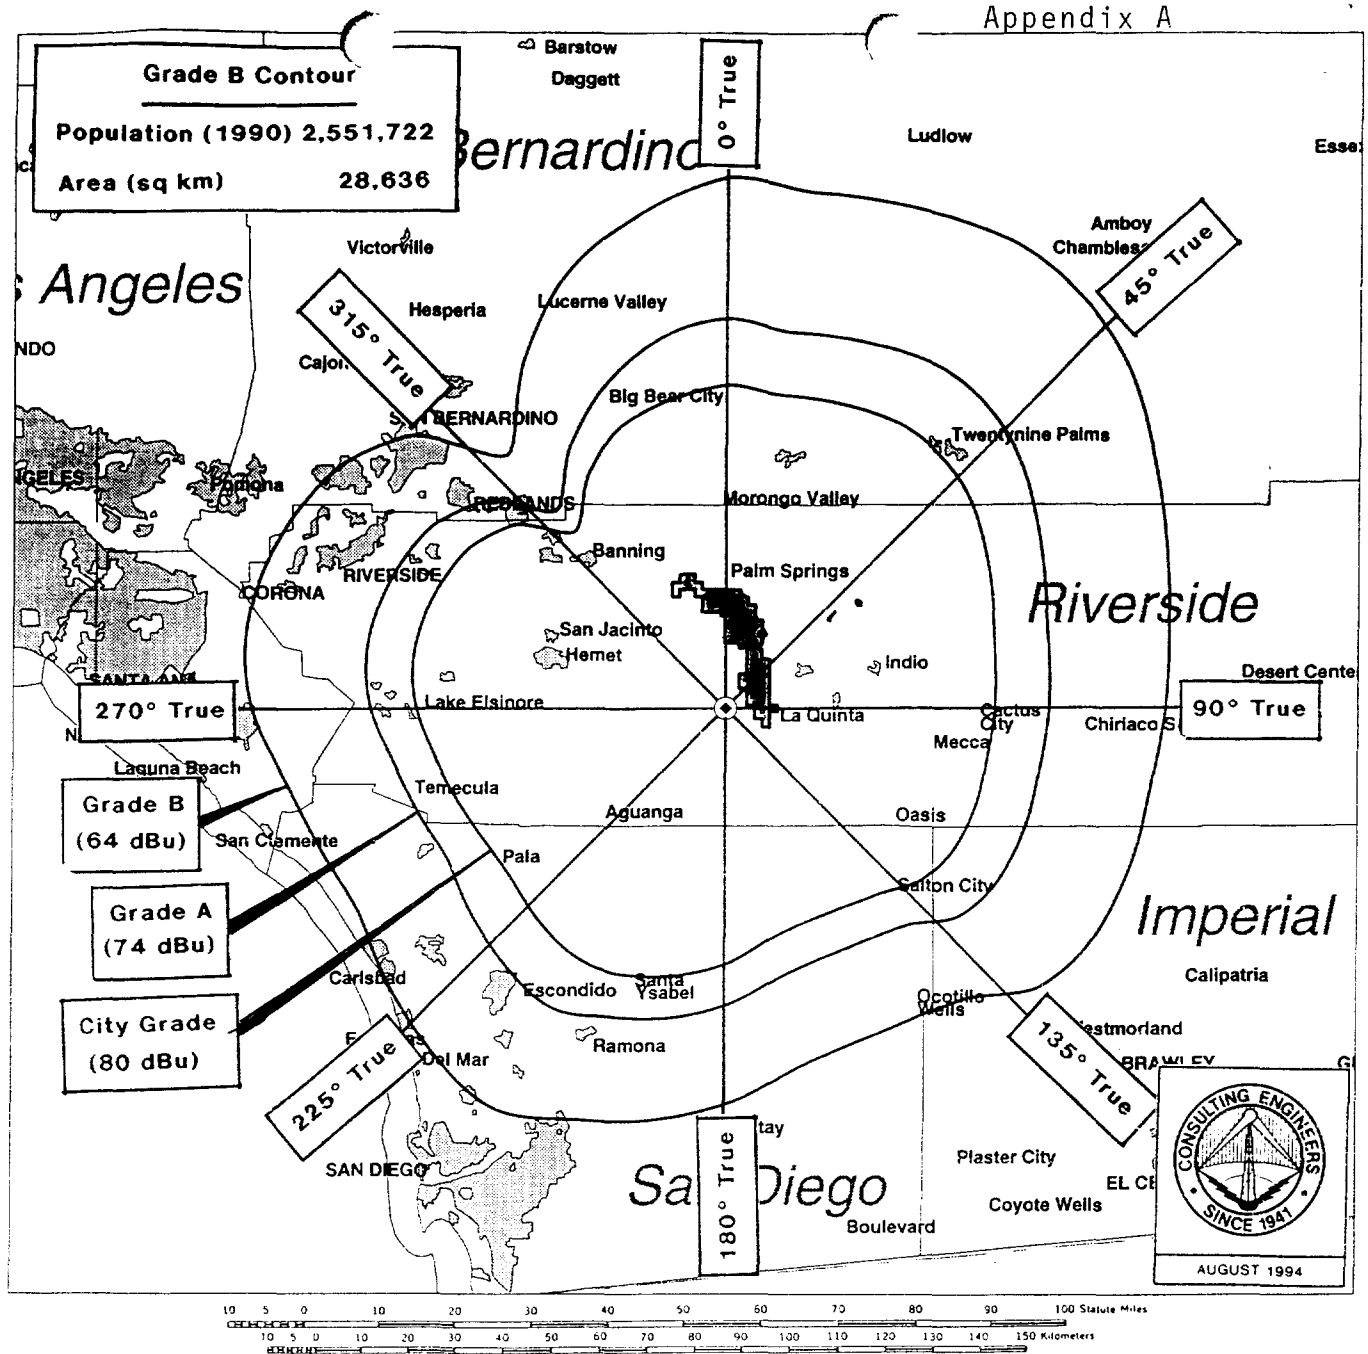 Appendix A
Grade B Contour
Population (1990) 2,551,722
Area (sq km) 28,636
Barstow
Daggett
0° True
Ludlow
Bernardino
Amboy
45° True
Victorville
Angeles
Lucerne Valley
Hesperia
315° True
Big Bear City
BERNARDINO
Twentynine Palms
Pomona
Morongo Valley
REDLANDS
Banning
Palm Springs
RIVERSIDE
CORONA
Riverside
San Jacinto
Hemet
Indio
SANTA ANA
Lake Elsinore
270° True
La Quinta
Cactus
City
90° True
Mecca
Laguna Beach
Temecula
Grade B
(64 dBu)
Aguanga
Oasis
San Clemente
Pala
Salton City
Grade A
(74 dBu)
Imperial
Carlsbad
Escondido
Santa
Ysabel
Calipatria
Ocotillo
Wells
City Grade
(80 dBu)
Ramona
Del Mar
225° True
135° True
BRAWLEY
SAN DIEGO
180° True
Diego
Plaster City
Coyote Wells
Boulevard
CONSULTING ENGINEERS
• SINCE 1941 •
AUGUST 1994
10 5 0 10 20 30 40 50 60 70 80 90 100 Statute Miles
10 5 0 10 20 30 40 50 60 70 80 90 100 110 120 130 140 150 Kilometers